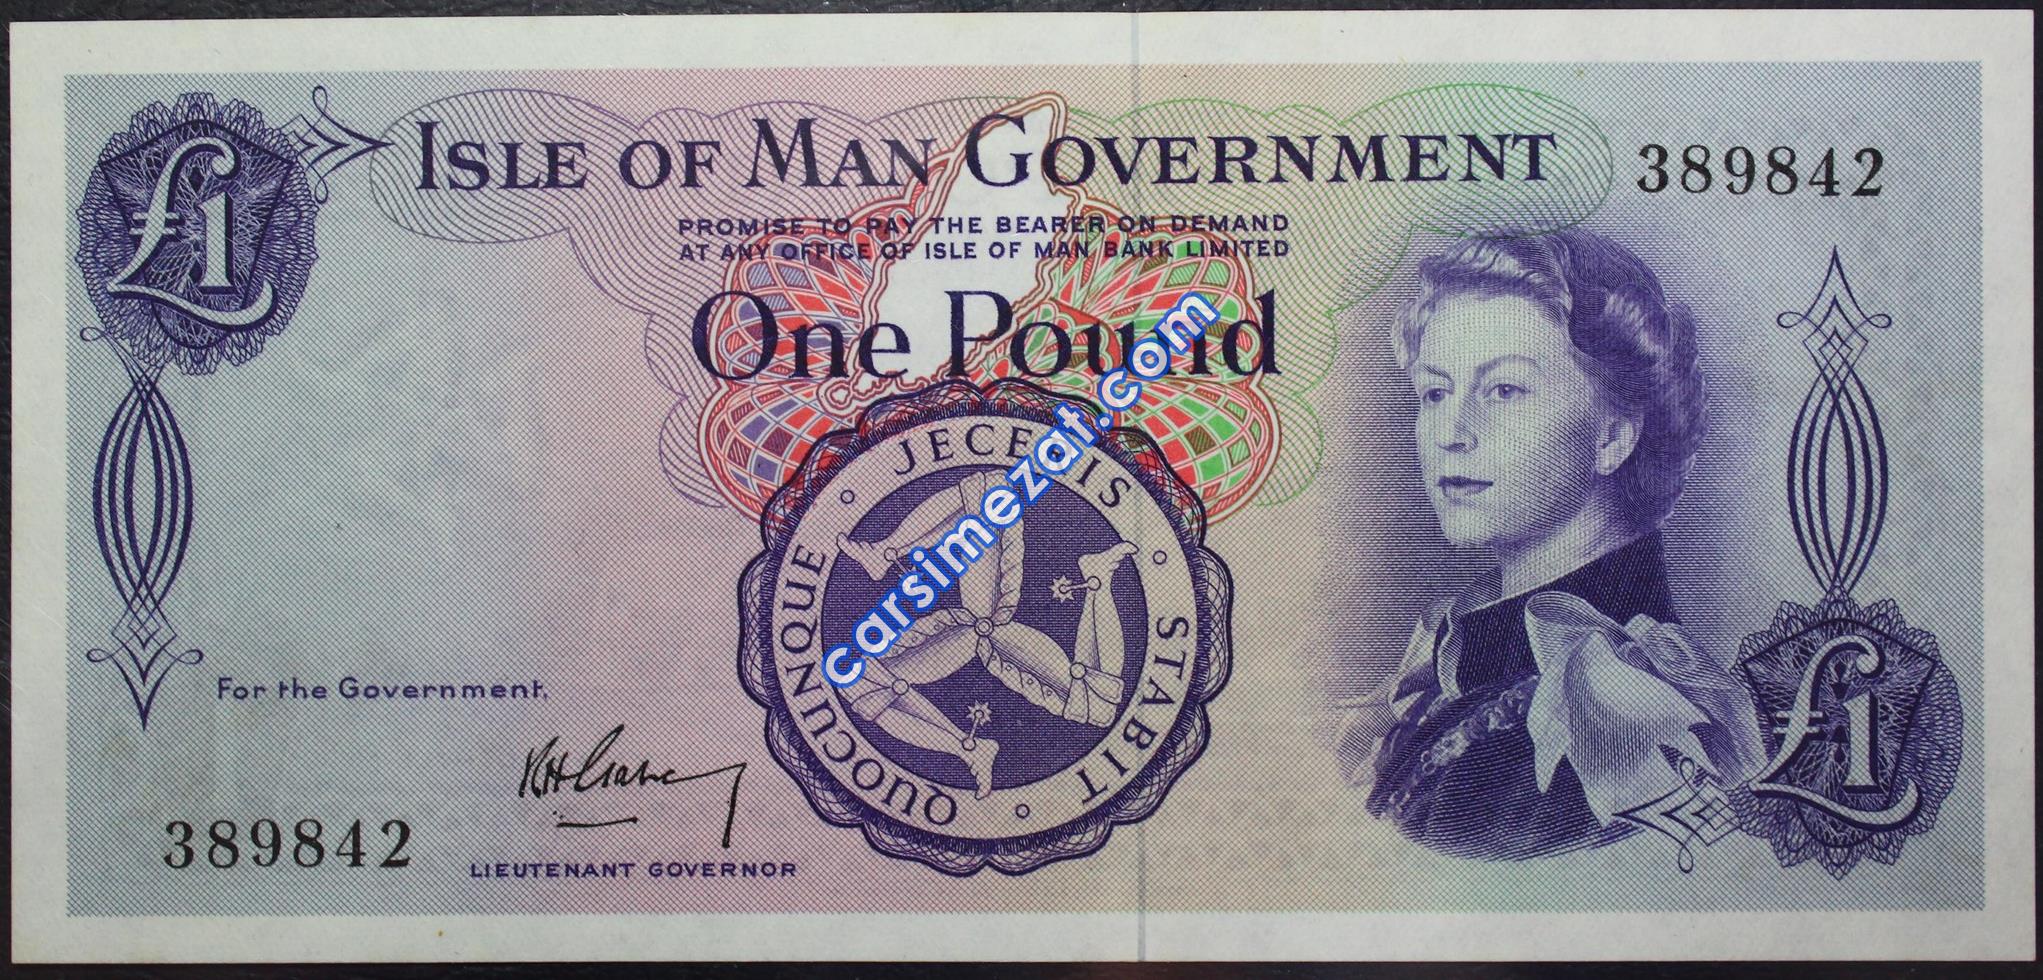 £1
ISLE OF MAN GOVERNMENT
389842
PROMISE TO PAY THE BEARER ON DEMAND
AT ANY OFFICE OF ISLE OF MAN BANK LIMITED
One Pound
QUOCUNQUE · JECERIS · STABIT ·
carsimezat.com
For the Government,
389842
LIEUTENANT GOVERNOR
£1